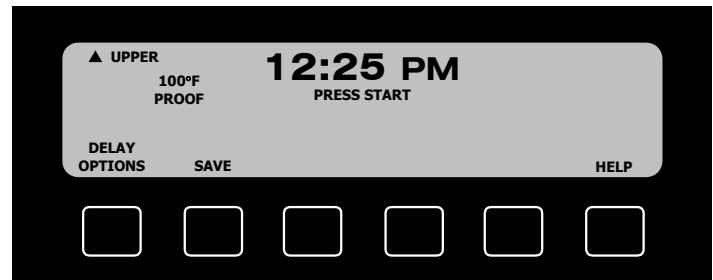 ▲ UPPER
12:25 PM
100°F
PROOF
PRESS START
DELAY
OPTIONS
SAVE
HELP